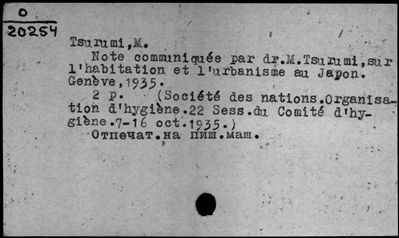 O
20254
Tsurumi,M.
Note communiquée par dr.M.Tsurumi,sur
l'habitation et l'urbanisme au Japon.
Genève,1935.
2 p. (Société des nations.Organisa-
tion d'hygiène.22 Sess.du Comité d'hy-
giène.7-16 oct.1935.)
Отпечат.на пиш.маш.